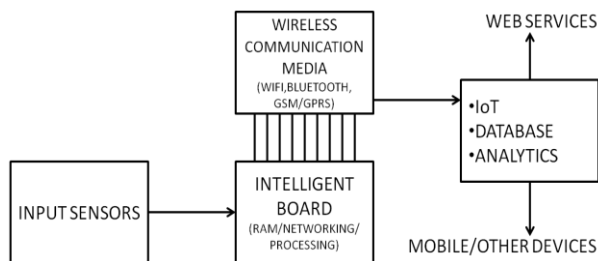 INPUT SENSORS
INTELLIGENT
BOARD
(RAM/NETWORKING/
PROCESSING)
WIRELESS
COMMUNICATION
MEDIA
(WIFI,BLUETOOTH,
GSM/GPRS)
•IoT
•DATABASE
•ANALYTICS
WEB SERVICES
MOBILE/OTHER DEVICES